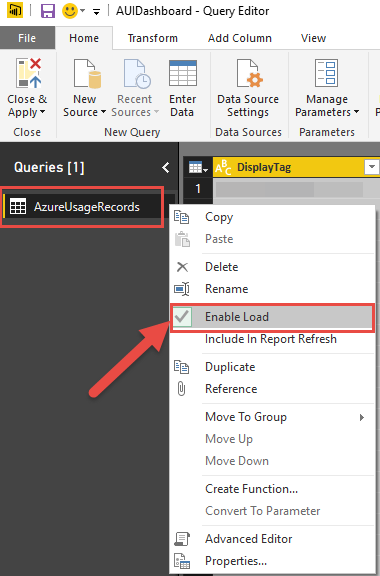 AUIDashboard - Query Editor
File Home Transform Add Column View
Close & Apply New Source Recent Sources Enter Data Data Source Settings Manage Parameters
Close New Query Data Sources Parameters
Queries [1] ABC DisplayTag
1
AzureUsageRecords
Copy
Paste
Delete
Rename
Enable Load
Include In Report Refresh
Duplicate
Reference
Move To Group
Move Up
Move Down
Create Function...
Convert To Parameter
Advanced Editor
Properties...